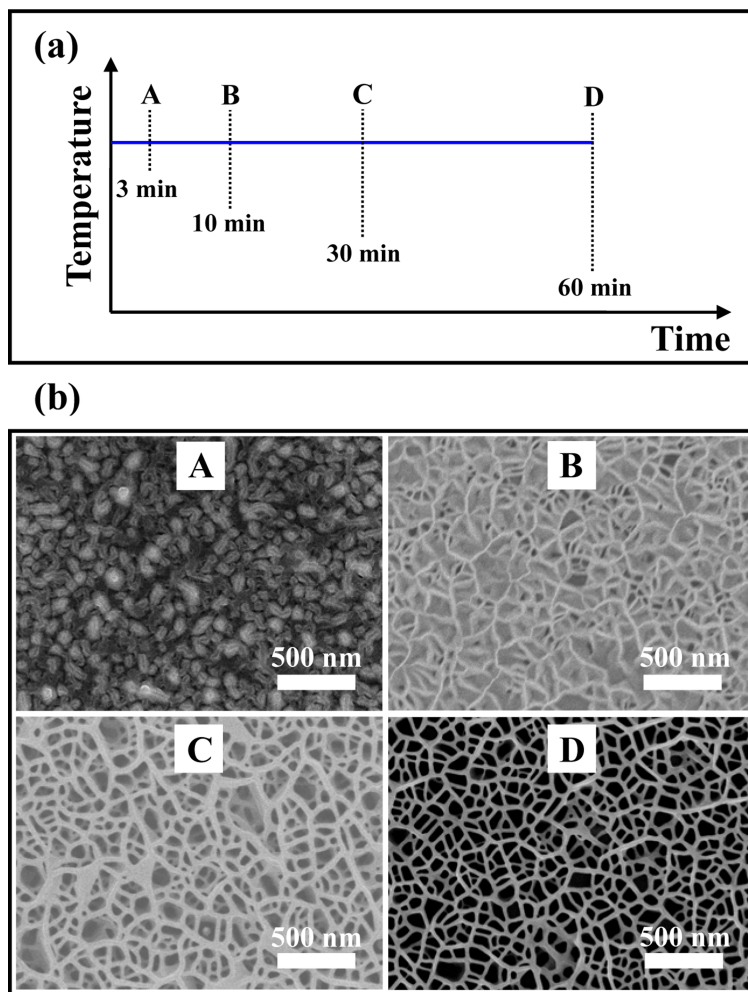 (a)
Temperature
A
B
C
D
3 min
10 min
30 min
60 min
Time
(b)
A
B
500 nm
500 nm
C
D
500 nm
500 nm